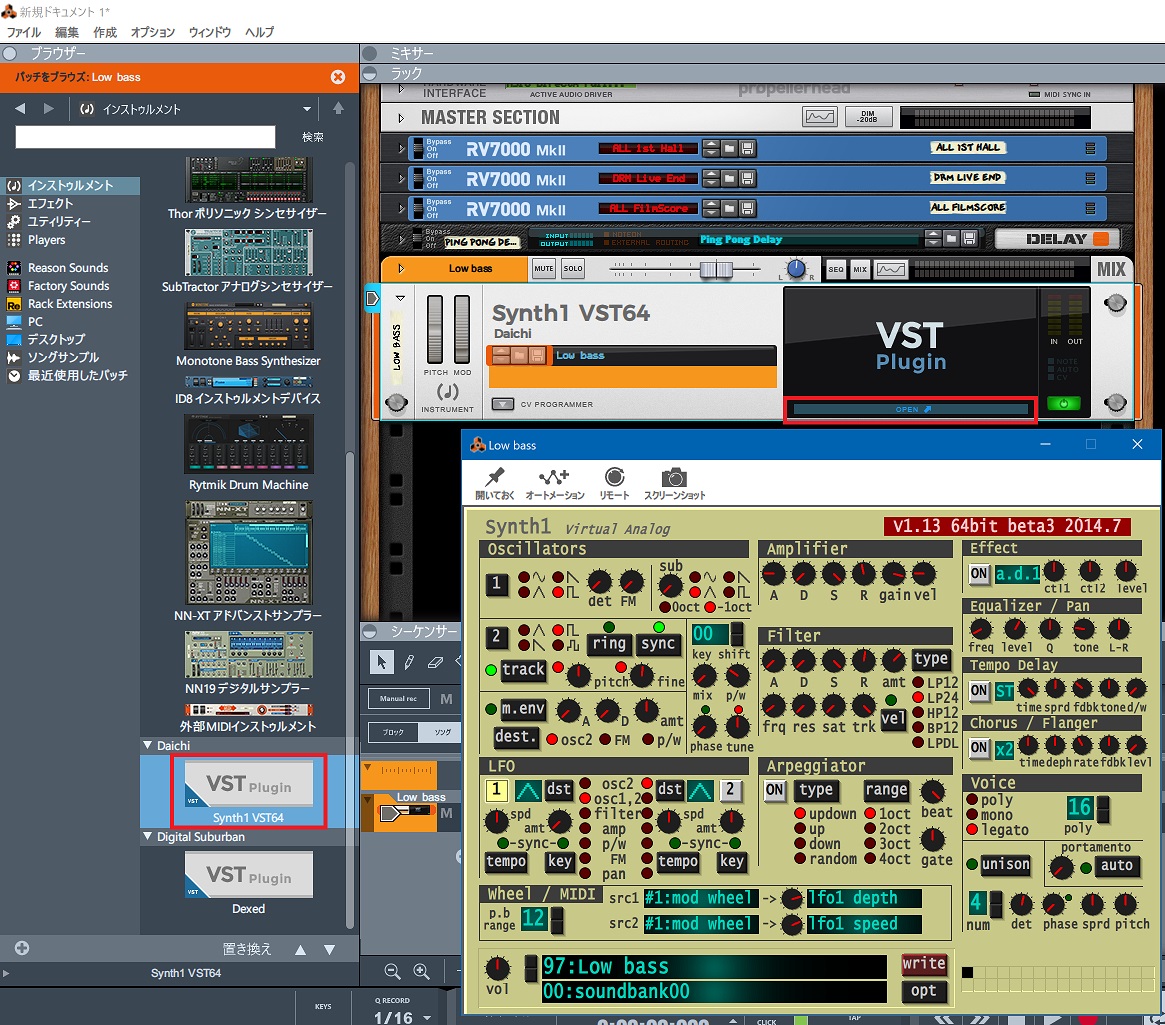 新規ドキュメント 1*
ファイル 編集 作成 オプション ウィンドウ ヘルプ
ブラウザー
パッチをブラウズ: Low bass
インストゥルメント
検索
インストゥルメント
エフェクト
ユーティリティー
Players
Reason Sounds
Factory Sounds
Rack Extensions
PC
デスクトップ
ソングサンプル
最近使用したパッチ
Thor ポリソニック シンセサイザー
SubTractor アナログシンセサイザー
Monotone Bass Synthesizer
ID8 インストゥルメントデバイス
Rytmik Drum Machine
NN-XT アドバンストサンプラー
NN19 デジタルサンプラー
外部MIDIインストゥルメント
Daichi
VST Plugin
VST
Synth1 VST64
Digital Suburban
VST Plugin
VST
Dexed
置き換え
Synth1 VST64
ミキサー
ラック
INTERFACE
ACTIVE AUDIO DRIVER
propellerhead
MIDI SYNC IN
MASTER SECTION
DIM -20dB
Bypass On Off RV7000 MkII ALL 1st Hall ALL 1ST HALL
Bypass On Off RV7000 MkII DRM Live End DRM LIVE END
Bypass On Off RV7000 MkII ALL FilmScore ALL FILMSCORE
Bypass On Off PING PONG DE... INPUT OUTPUT EXTERNAL ROUTING Ping Pong Delay DELAY
Low bass MUTE SOLO L R SEQ MIX MIX
LOW BASS
PITCH MOD
INSTRUMENT
Synth1 VST64
Daichi
Low bass
CV PROGRAMMER
VST
Plugin
OPEN
IN OUT
NOTE
AUTO
CV
シーケンサー
Manual rec M
ブロック ソング
Low bass
M
KEYS
Q RECORD
1/16
CLICK
TAP
Low bass
開いておく オートメーション リモート スクリーンショット
Synth1 Virtual Analog
V1.13 64bit beta3 2014.7
Oscillators
1
det FM
sub
0oct -1oct
2
ring sync
track
pitch fine
00
key shift
mix p/w
m.env
A D amt
dest.
osc2 FM p/w
phase tune
Amplifier
A D S R gain vel
Filter
A D S R amt
type
LP12
LP24
HP12
BP12
LPDL
frq res sat trk
vel
Effect
ON a.d.1
ctl1 ctl2 level
Equalizer / Pan
freq level Q tone L-R
Tempo Delay
ON ST
time sprd fdbk tone d/w
Chorus / Flanger
ON x2
time deph rate fdbk levl
LFO
1 dst
osc2
osc1,2
filter
amp
p/w
FM
pan
dst 2
spd amt
spd amt
-sync-
-sync-
tempo key
tempo key
Arpeggiator
ON type range
beat
updown
up
down
random
1oct
2oct
3oct
4oct
gate
Voice
poly
mono
legato
16
poly
portamento
unison
auto
4
num det phase sprd pitch
Wheel / MIDI
p.b range 12
src1 #1:mod wheel -> lfo1 depth
src2 #1:mod wheel -> lfo1 speed
vol
97:Low bass
00:soundbank00
write
opt